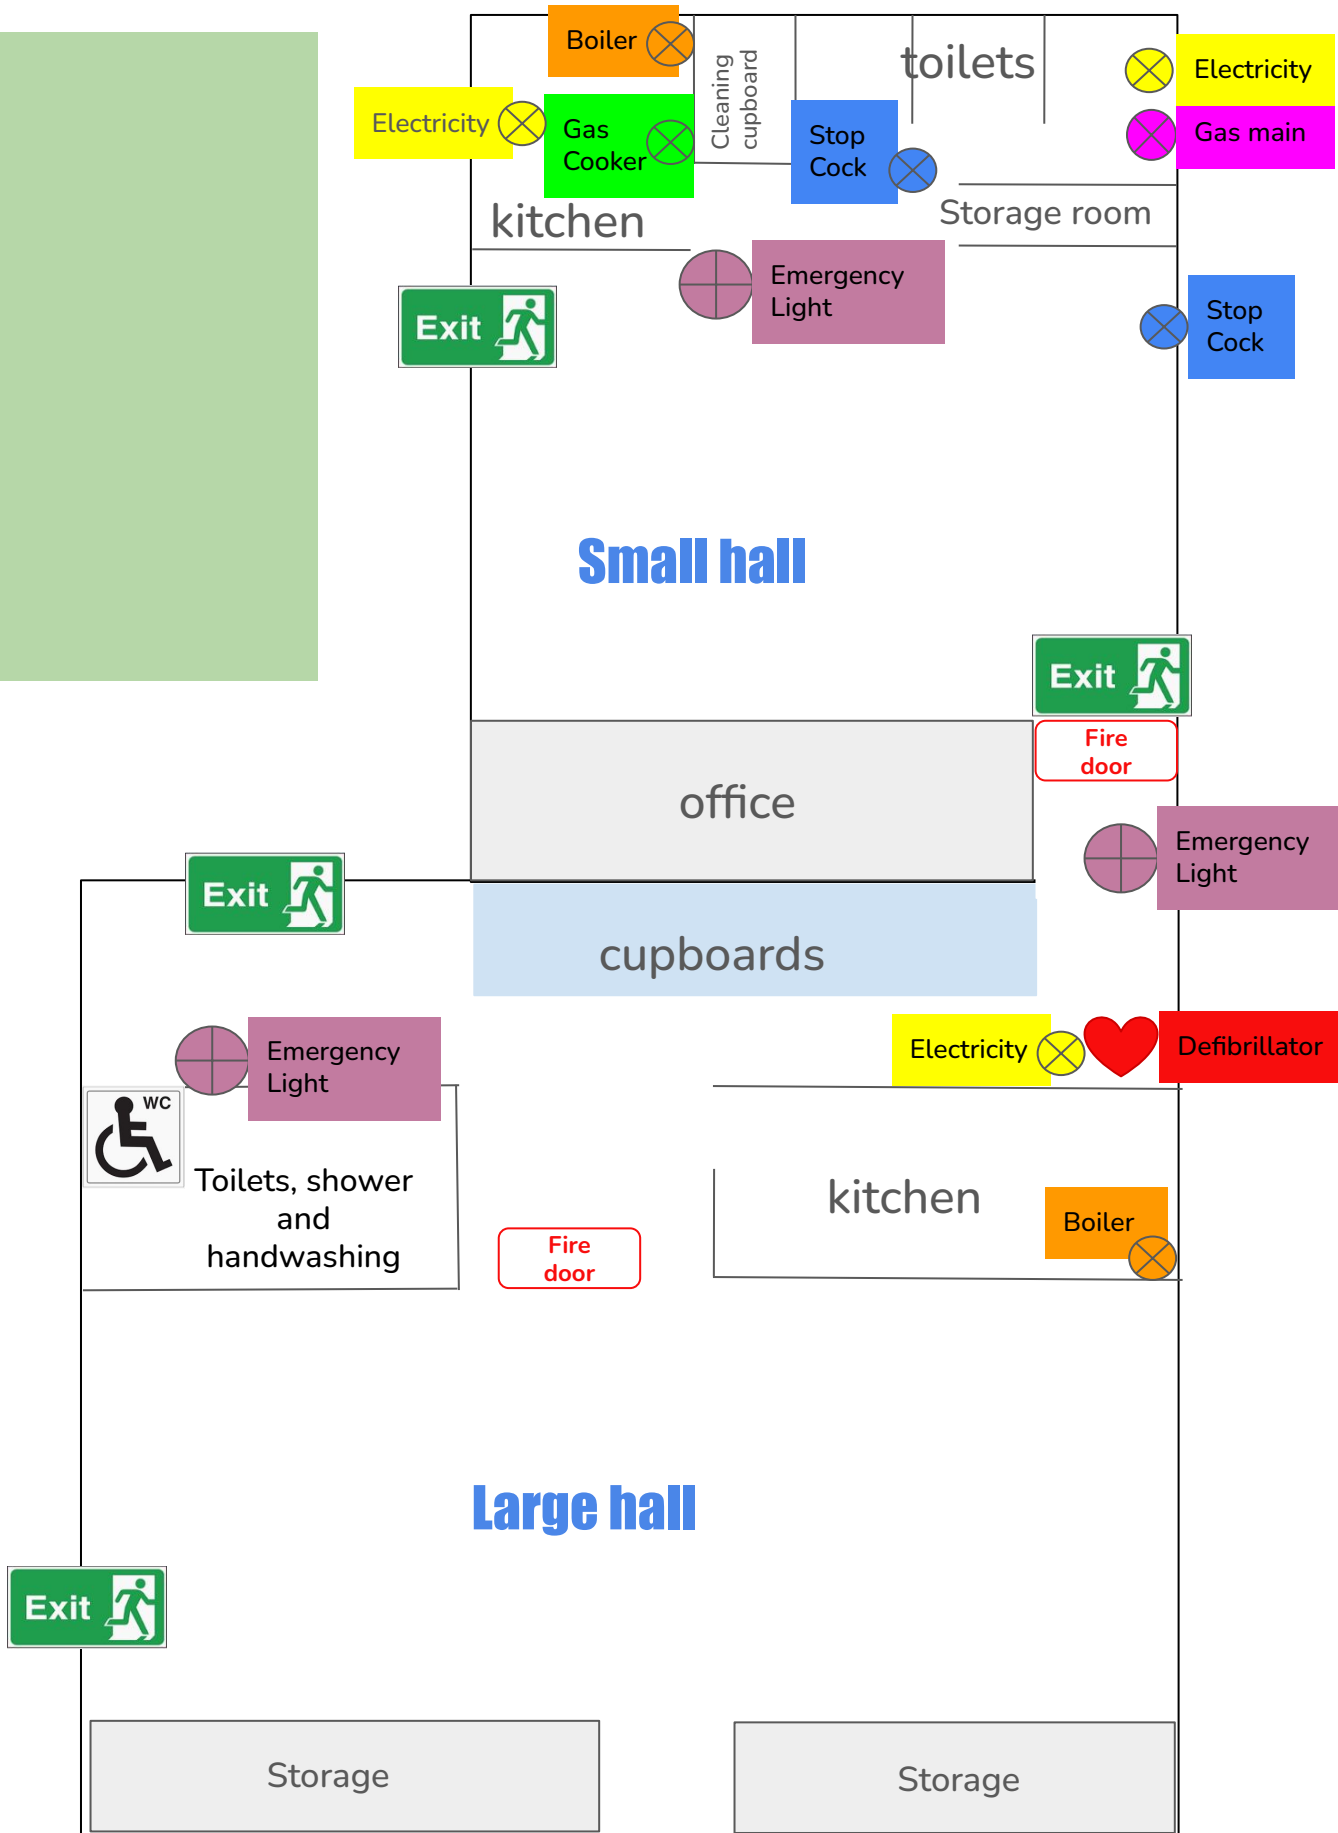 Boiler
Cleaning
cupboard
toilets
Electricity
Electricity
Gas
Cooker
Stop
Cock
Gas main
kitchen
Storage room
Emergency
Light
Exit
Stop
Cock
Small hall
Exit
Fire
door
office
Emergency
Light
Exit
cupboards
Emergency
Light
Electricity
Defibrillator
WC
Toilets, shower
and
handwashing
kitchen
Boiler
Fire
door
Large hall
Exit
Storage
Storage